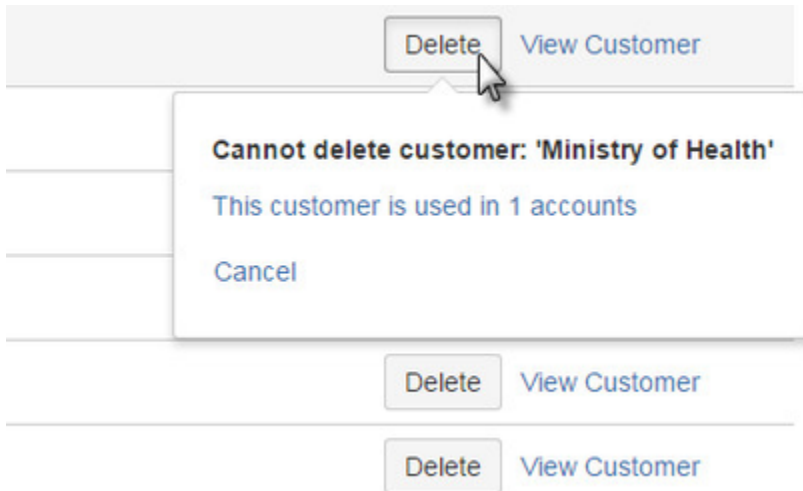 Delete View Customer
Cannot delete customer: 'Ministry of Health'
This customer is used in 1 accounts
Cancel
Delete View Customer
Delete View Customer